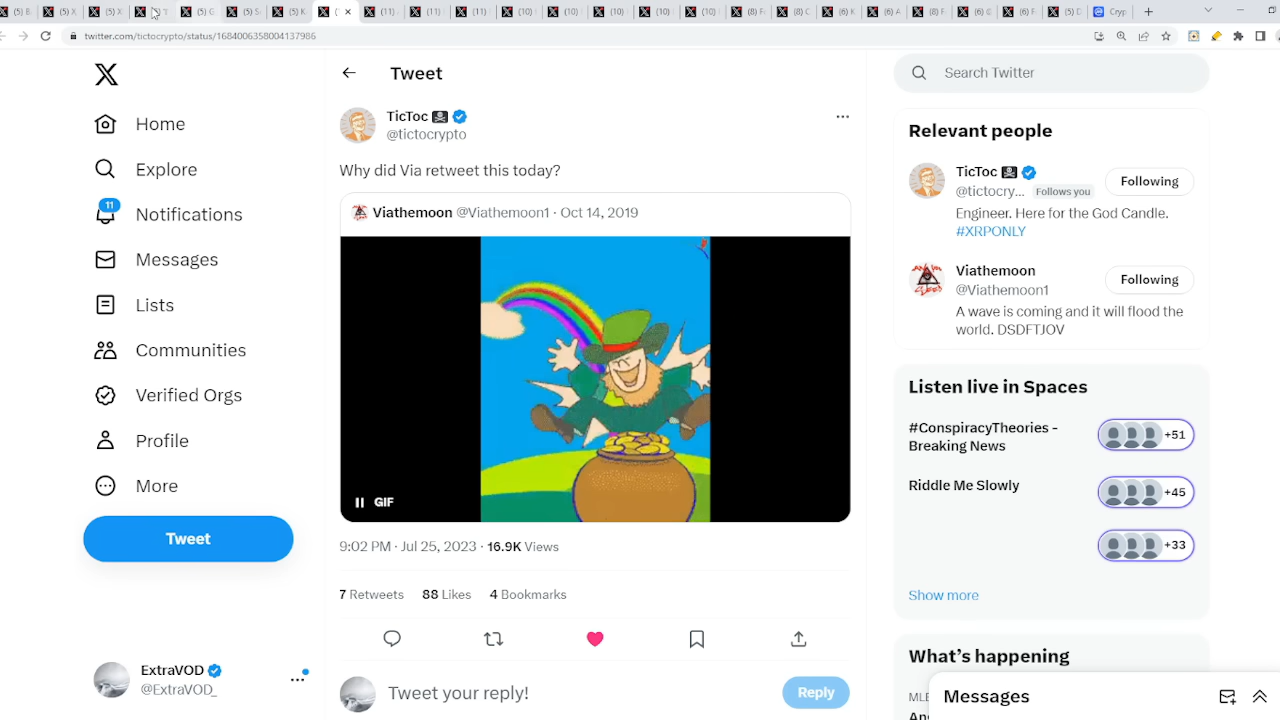 twitter.com/tictocrypto/status/1684006358004137986
Home
Explore
11
Notifications
Messages
Lists
Communities
Verified Orgs
Profile
More
Tweet
ExtraVOD
@ExtraVOD_
Tweet
TicToc
@tictocrypto
Why did Via retweet this today?
Viathemoon @Viathemoon1 · Oct 14, 2019
GIF
9:02 PM · Jul 25, 2023 · 16.9K Views
7 Retweets 88 Likes 4 Bookmarks
Tweet your reply!
Reply
Search Twitter
Relevant people
TicToc
@tictocry... Follows you
Following
Engineer. Here for the God Candle.
#XRPONLY
Viathemoon
@Viathemoon1
Following
A wave is coming and it will flood the
world. DSDFTJOV
Listen live in Spaces
#ConspiracyTheories -
Breaking News
+51
Riddle Me Slowly
+45
+33
Show more
What's happening
Messages